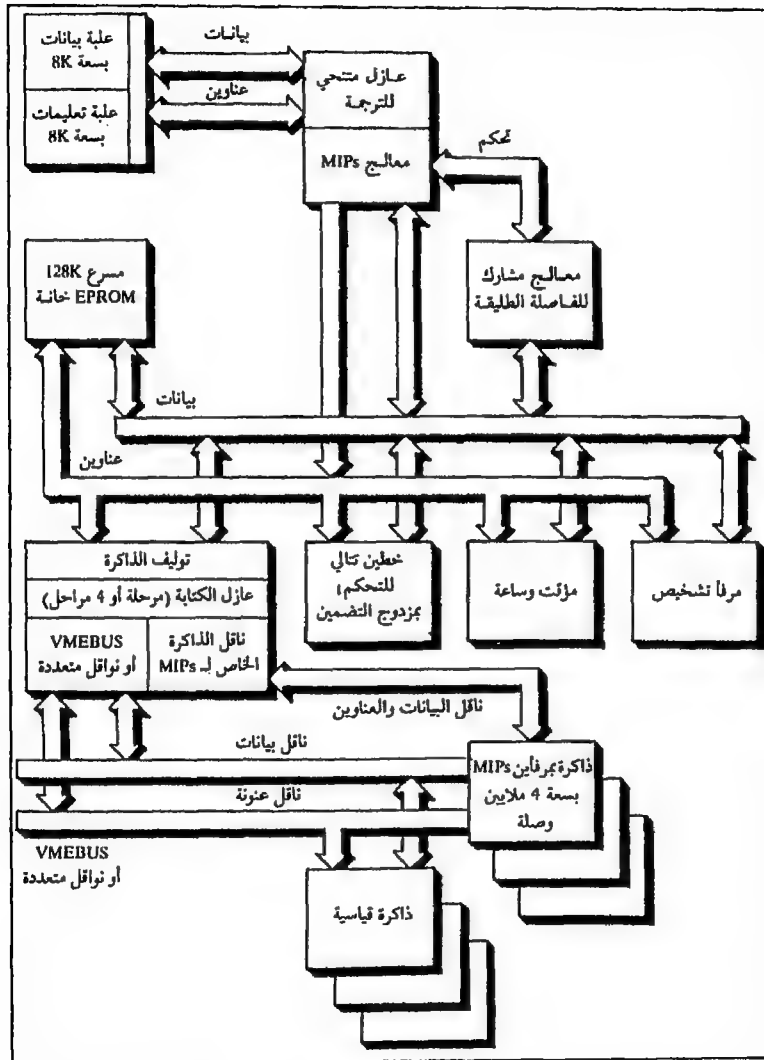 علبة بيانات
بسعة 8K
علبة تعليمات
بسعة 8K
بيانات
عناوين
عازل متنحي
للترجمة
معالج MIPs
تحكم
معالج مشارك
للفاصلة الطليقة
مسرع 128K
خانة EPROM
بيانات
عناوين
توليف الذاكرة
عازل الكتابة (مرحلة أو 4 مراحل)
VMEBUS
أو نواقل متعددة
ناقل الذاكرة
الخاص لـ MIPs
خطين تتالي
للتحكم؛
بمزدوج التضمين
مؤقت وساعة
مرفأ تشخيص
ناقل البيانات والعناوين
ناقل بيانات
ناقل عنونة
VMEBUS
أو نواقل متعددة
ذاكرة بمرفأين MIPs
بسعة 4 ملايين
وصلة
ذاكرة قياسية